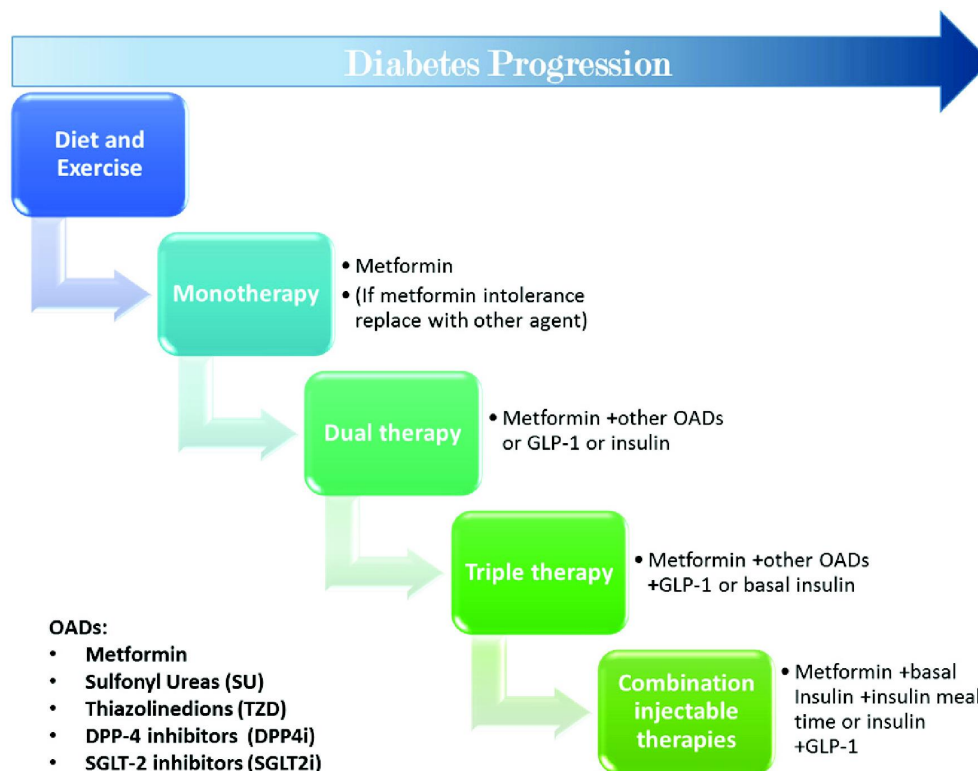 Diabetes Progression
Diet and
Exercise
Monotherapy
• Metformin
• (If metformin intolerance
replace with other agent)
Dual therapy
• Metformin +other OADs
or GLP-1 or insulin
Triple therapy
• Metformin +other OADs
+GLP-1 or basal insulin
Combination
injectable
therapies
• Metformin +basal
Insulin +insulin meal
time or insulin
+GLP-1
OADs:
• Metformin
• Sulfonyl Ureas (SU)
• Thiazolinedions (TZD)
• DPP-4 inhibitors (DPP4i)
• SGLT-2 inhibitors (SGLT2i)